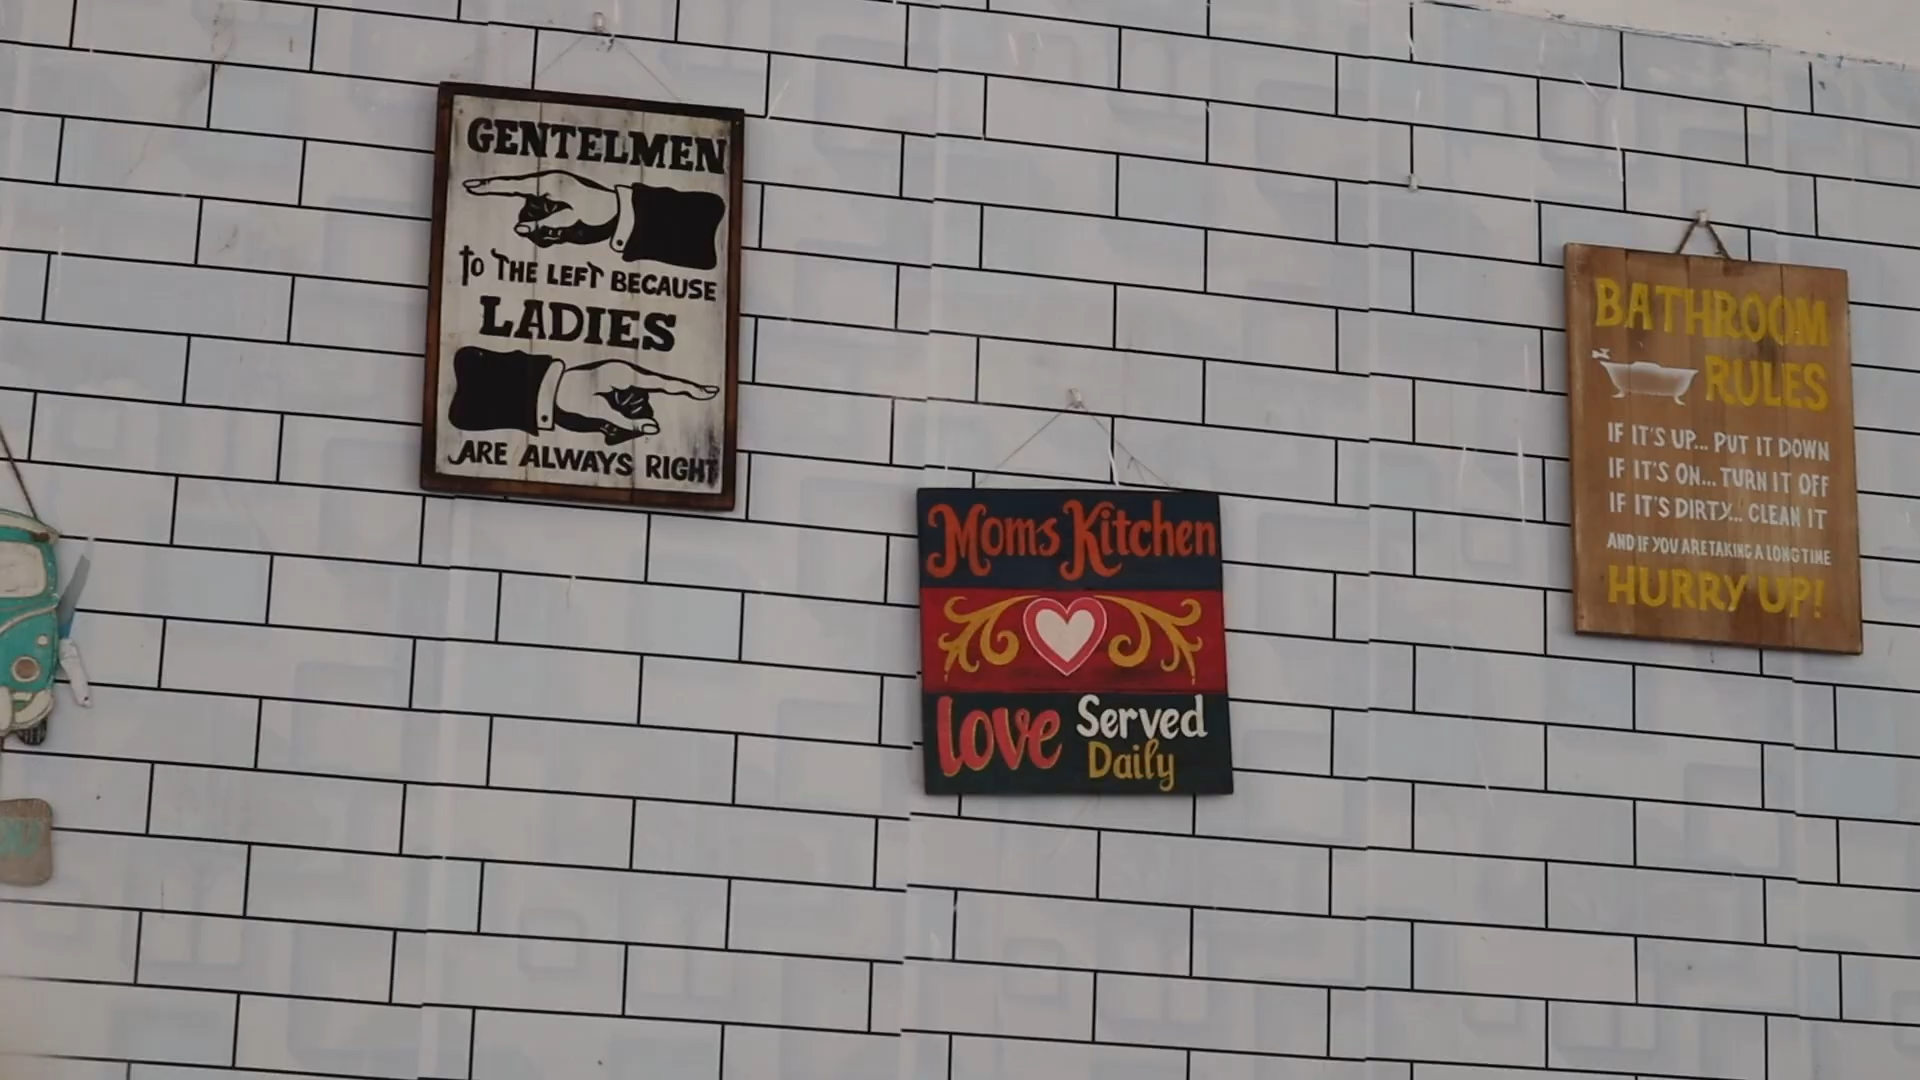 GENTELMEN
TO THE LEFT BECAUSE
LADIES
ARE ALWAYS RIGHT
Moms Kitchen
love Served
Daily
BATHROOM
RULES
IF IT'S UP... PUT IT DOWN
IF IT'S ON... TURN IT OFF
IF IT'S DIRTY... CLEAN IT
AND IF YOU ARE TAKING A LONG TIME
HURRY UP!